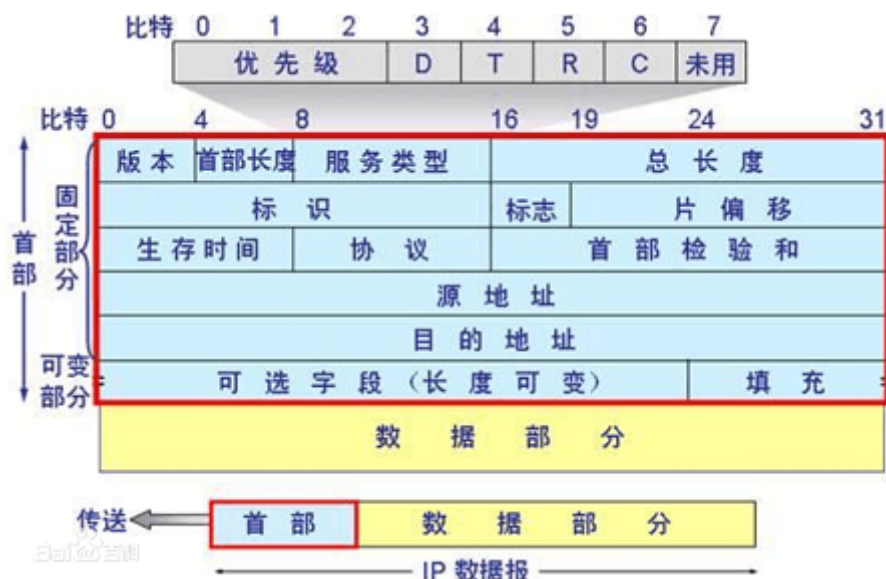 比特 0 1 2 3 4 5 6 7
优先级 D T R C 未用
比特 0 4 8 16 19 24 31
版本 首部长度 服务类型 总长度
标识 标志 片偏移
生存时间 协议 首部检验和
源地址
目的地址
可选字段（长度可变） 填充
首部
固定部分
可变
部分
数据部分
传送 首部 数据部分
IP 数据报
Bai百科